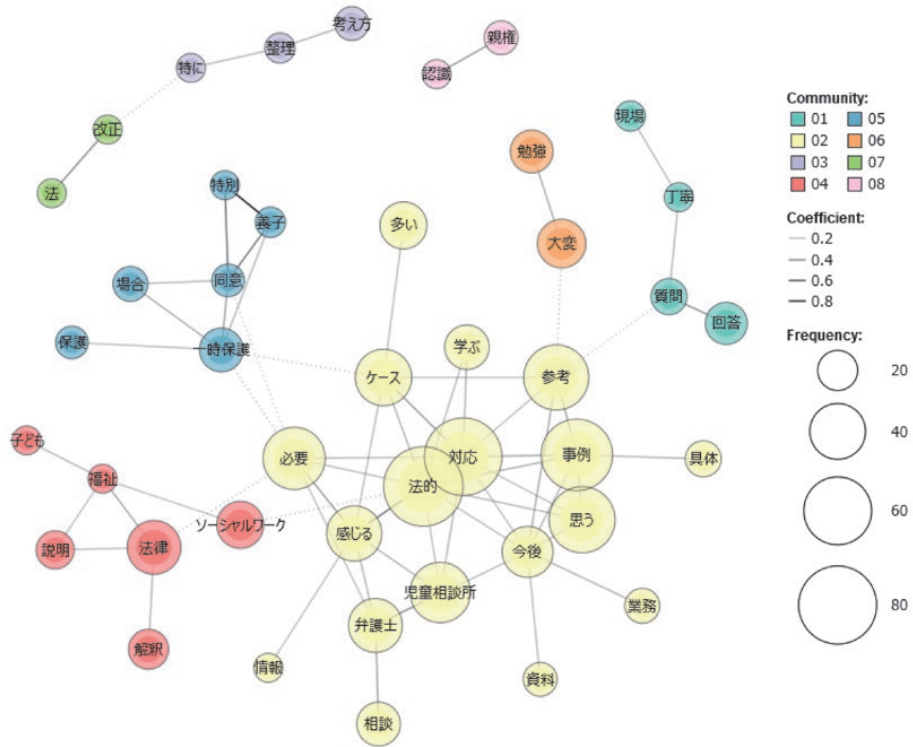 考え方
整理
特に
親権
認識
改正
法
現場
勉強
丁寧
特別
養子
多い
大変
同意
場合
質問
回答
保護
一時保護
学ぶ
ケース
参考
子ども
福祉
必要
対応
法的
事例
具体
ソーシャルワーク
思う
説明
法律
感じる
今後
児童相談所
業務
弁護士
解釈
情報
資料
相談
Community:
01 05
02 06
03 07
04 08
Coefficient:
0.2
0.4
0.6
0.8
Frequency:
20
40
60
80